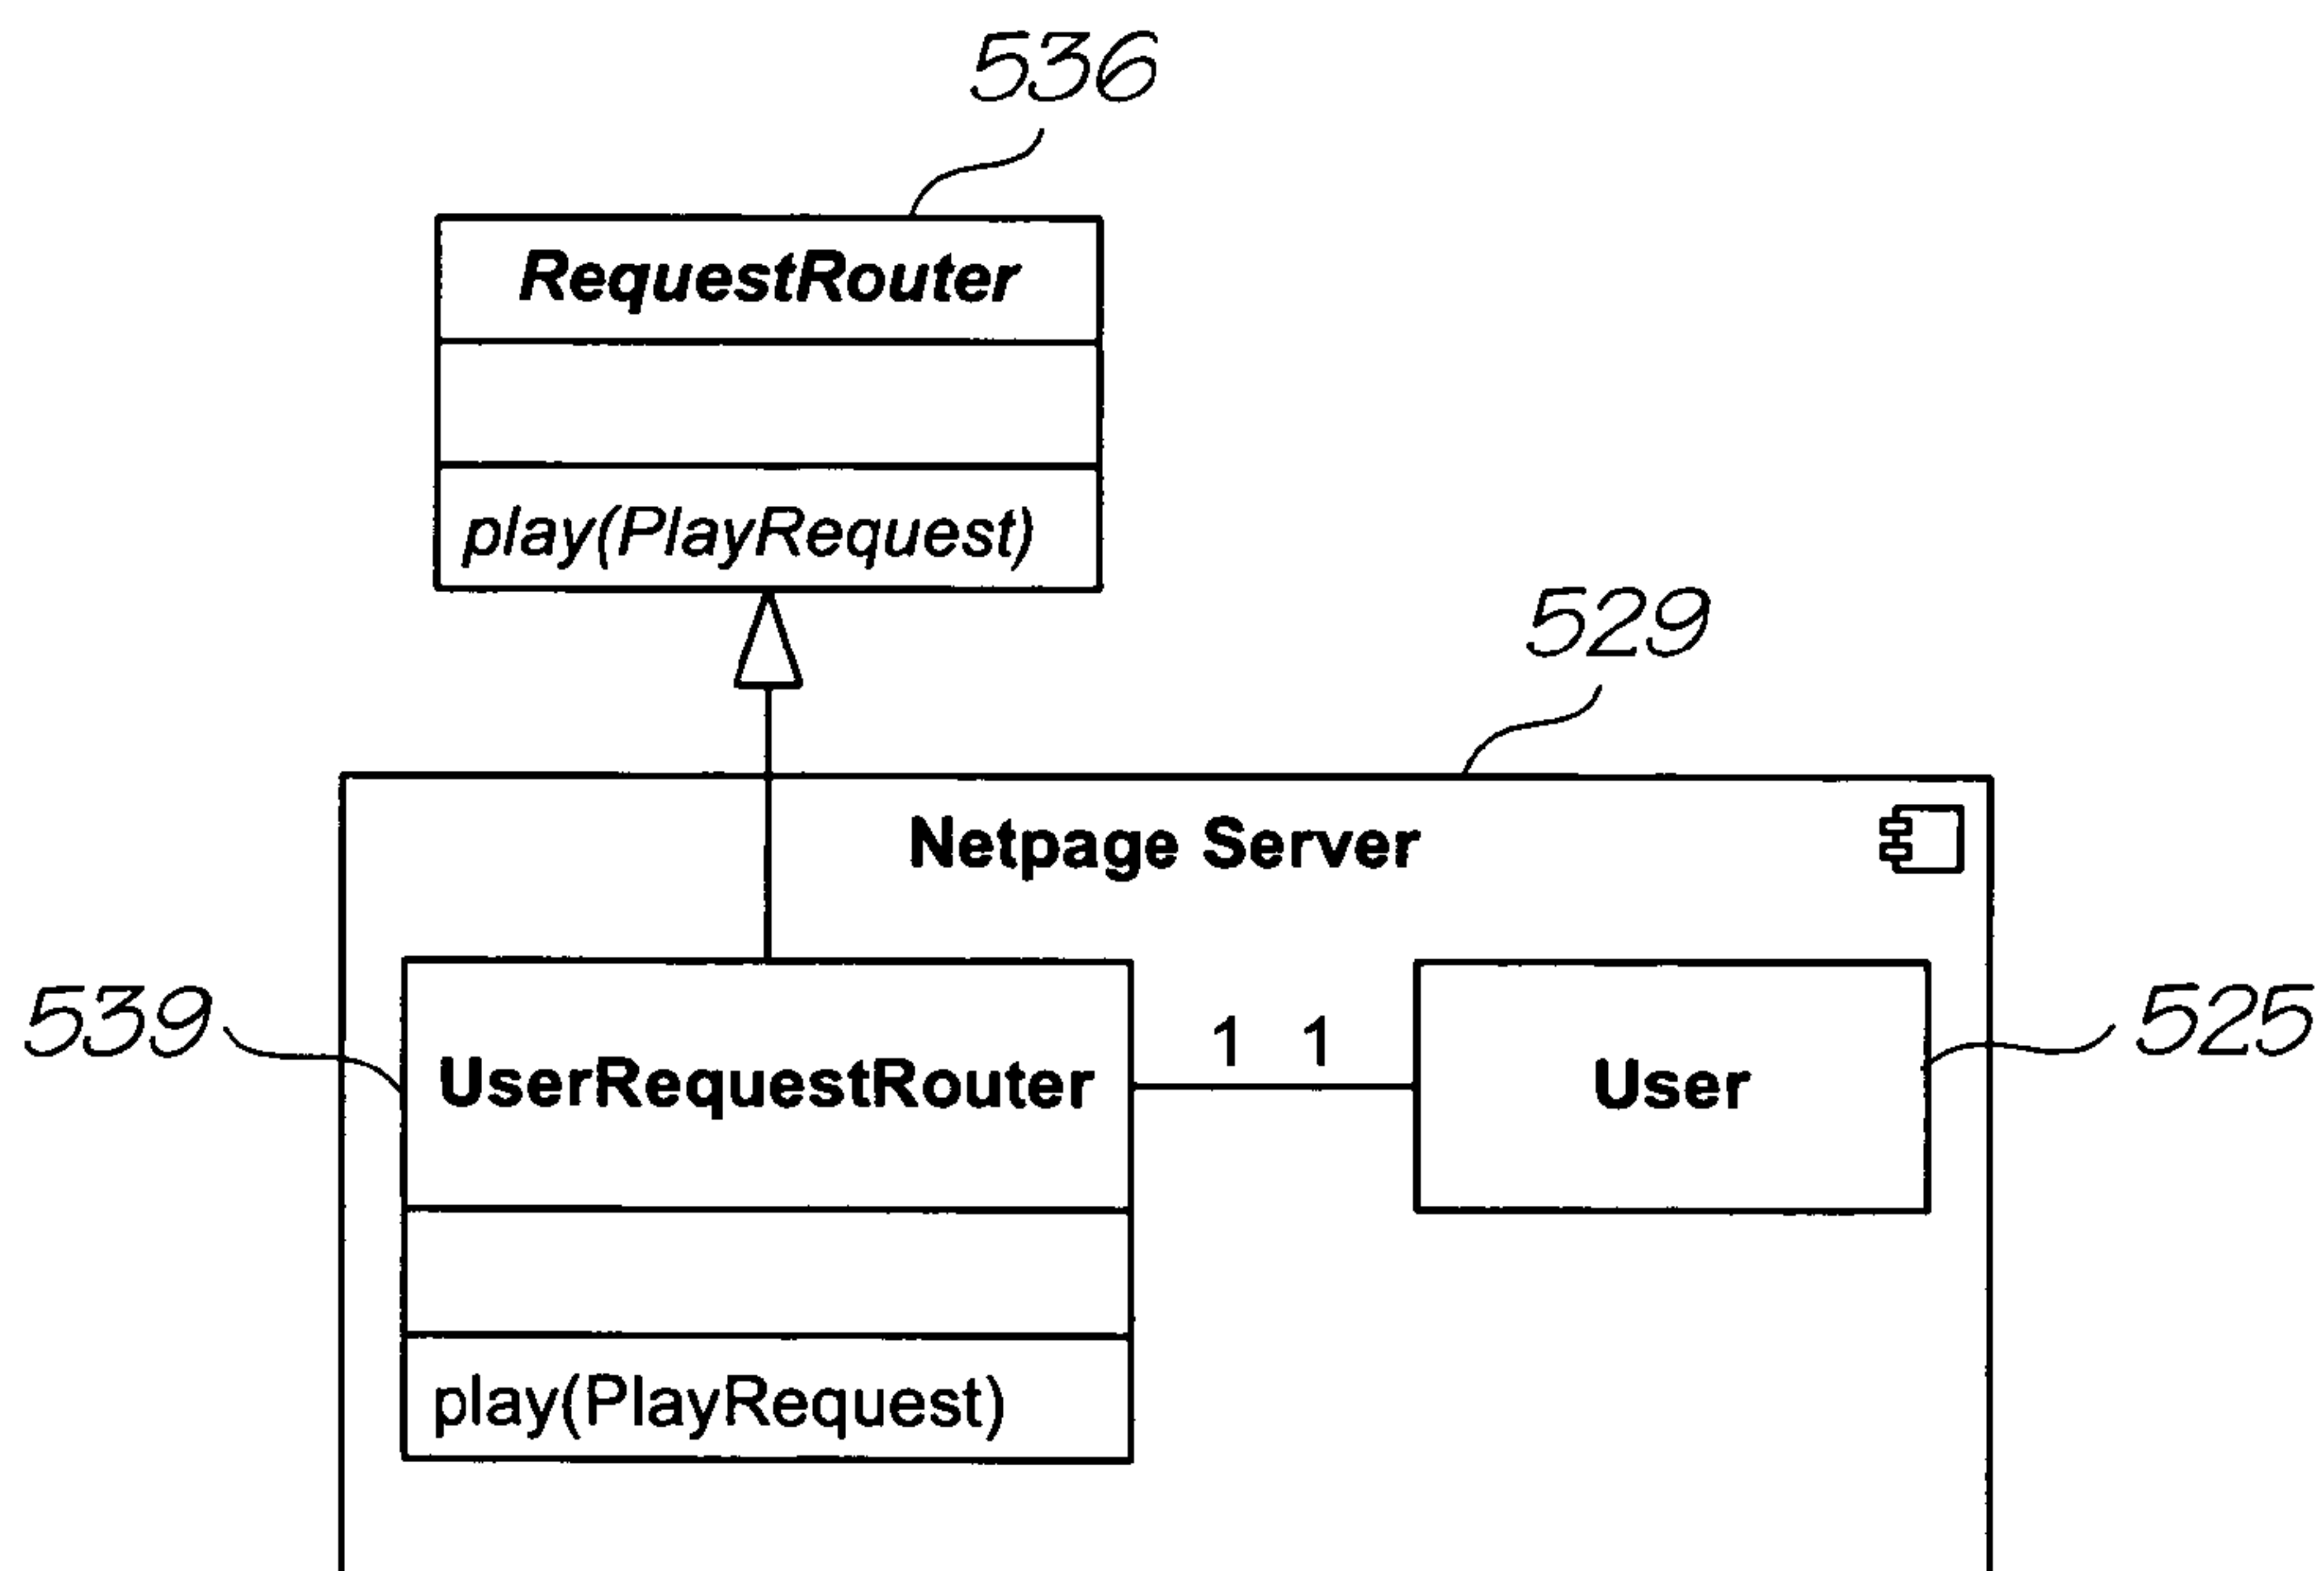 536
RequestRouter
play(PlayRequest)
529
Netpage Server
539
UserRequestRouter
1 1
User
525
play(PlayRequest)